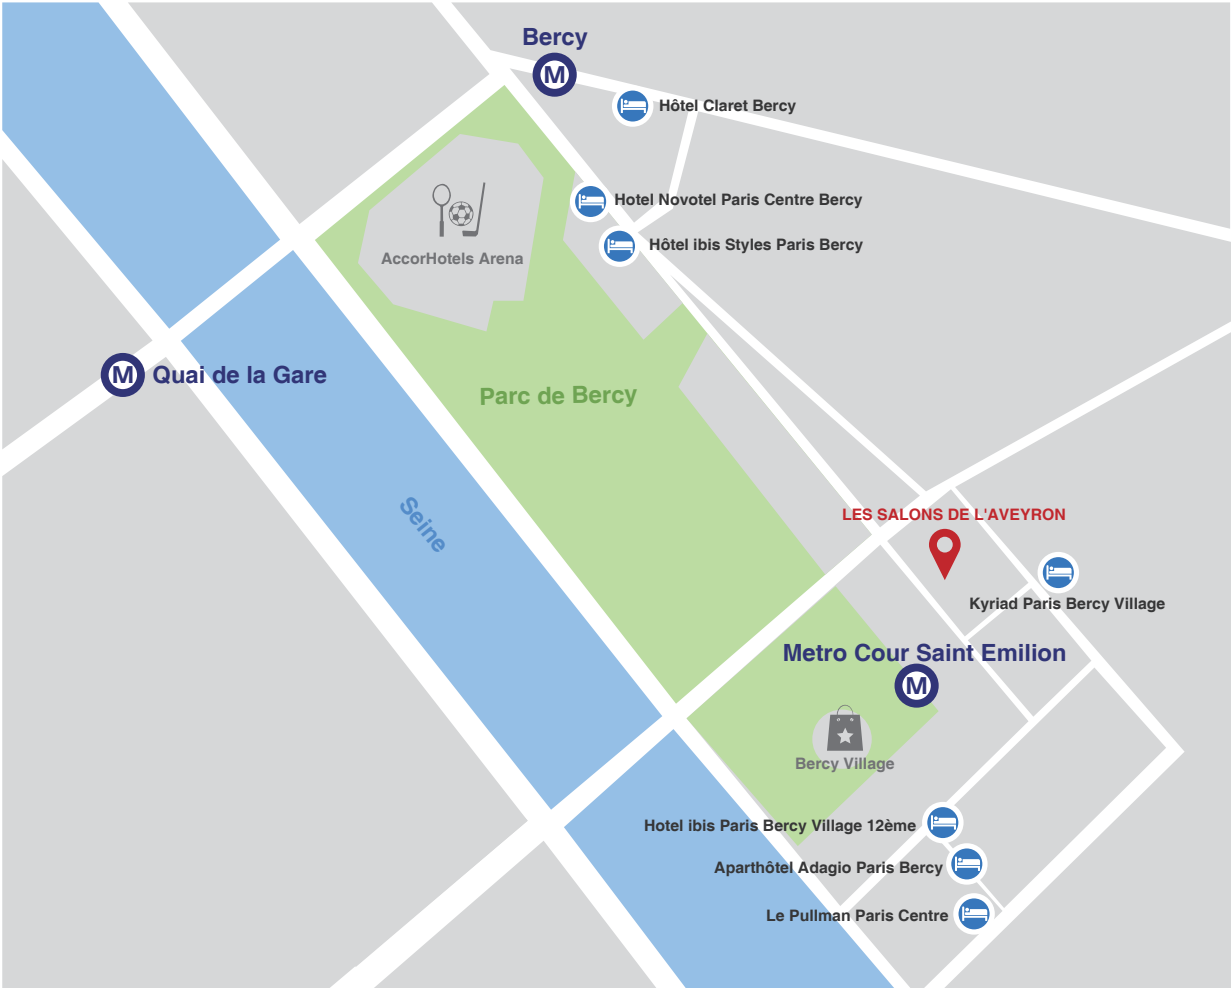 Bercy
M
Hôtel Claret Bercy
Hotel Novotel Paris Centre Bercy
Hôtel ibis Styles Paris Bercy
AccorHotels Arena
M
Quai de la Gare
Parc de Bercy
Seine
LES SALONS DE L'AVEYRON
Kyriad Paris Bercy Village
Metro Cour Saint Emilion
M
Bercy Village
Hotel ibis Paris Bercy Village 12ème
Aparthôtel Adagio Paris Bercy
Le Pullman Paris Centre